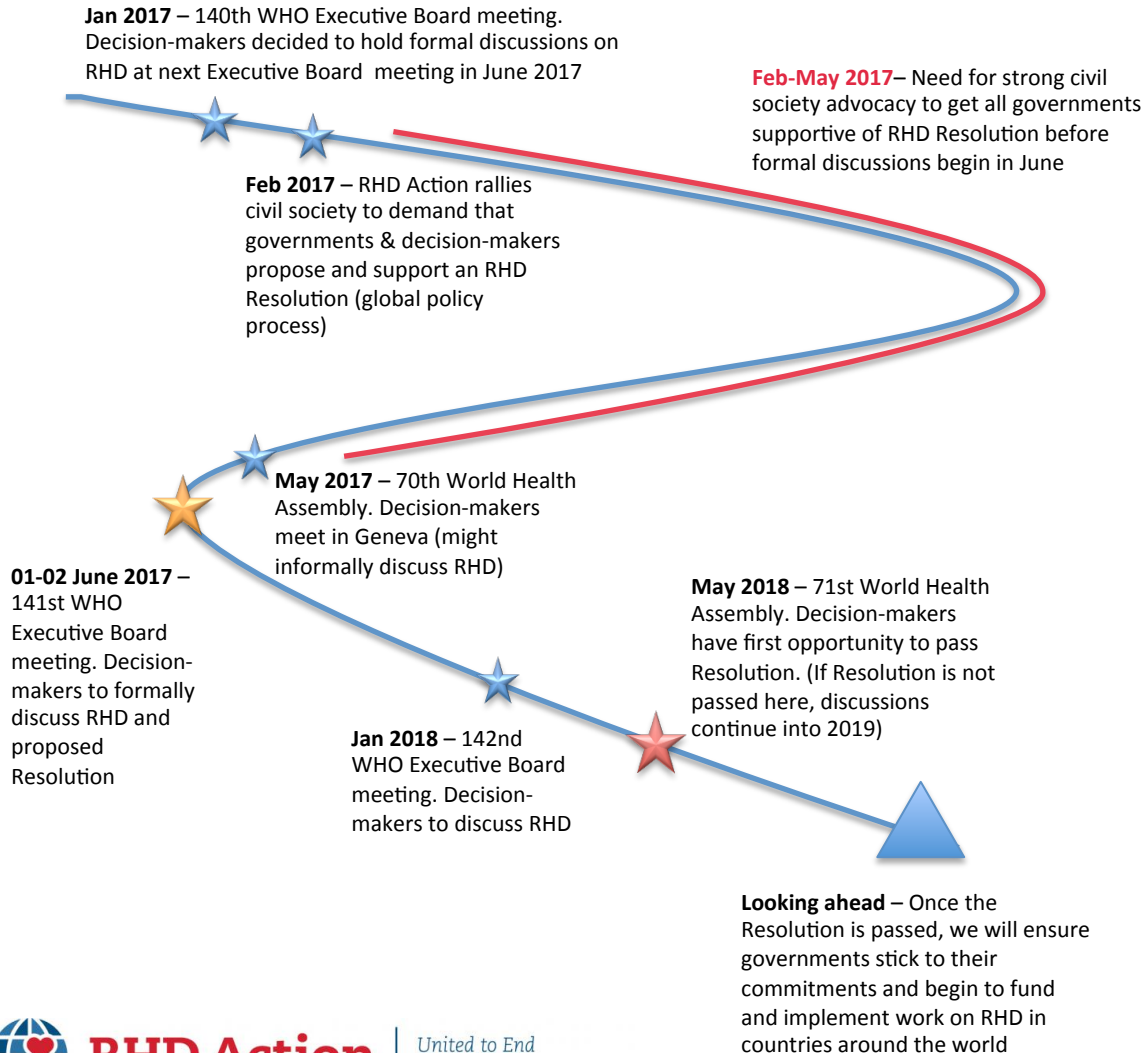 Jan 2017 – 140th WHO Executive Board meeting.
Decision-makers decided to hold formal discussions on
RHD at next Executive Board meeting in June 2017
Feb-May 2017– Need for strong civil
society advocacy to get all governments
supportive of RHD Resolution before
formal discussions begin in June
Feb 2017 – RHD Action rallies
civil society to demand that
governments & decision-makers
propose and support an RHD
Resolution (global policy
process)
May 2017 – 70th World Health
Assembly. Decision-makers
meet in Geneva (might
informally discuss RHD)
01-02 June 2017 –
141st WHO
Executive Board
meeting. Decision-
makers to formally
discuss RHD and
proposed
Resolution
May 2018 – 71st World Health
Assembly. Decision-makers
have first opportunity to pass
Resolution. (If Resolution is not
passed here, discussions
continue into 2019)
Jan 2018 – 142nd
WHO Executive Board
meeting. Decision-
makers to discuss RHD
Looking ahead – Once the
Resolution is passed, we will ensure
governments stick to their
commitments and begin to fund
and implement work on RHD in
countries around the world
RHD Action
United to End